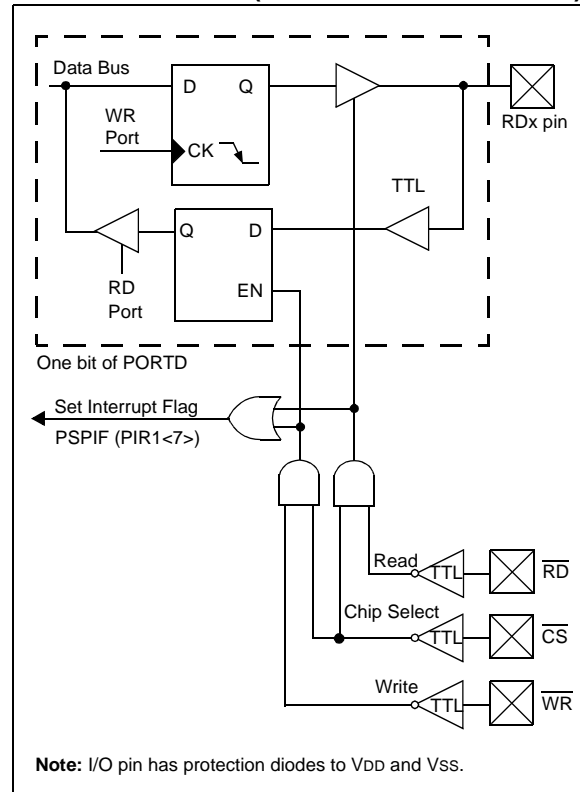 Data Bus
D Q
WR
Port
CK
RDx pin
TTL
Q D
EN
RD
Port
One bit of PORTD
Set Interrupt Flag
PSPIF (PIR1<7>)
Read
TTL
RD
Chip Select
TTL
CS
Write
TTL
WR
Note: I/O pin has protection diodes to VDD and VSS.